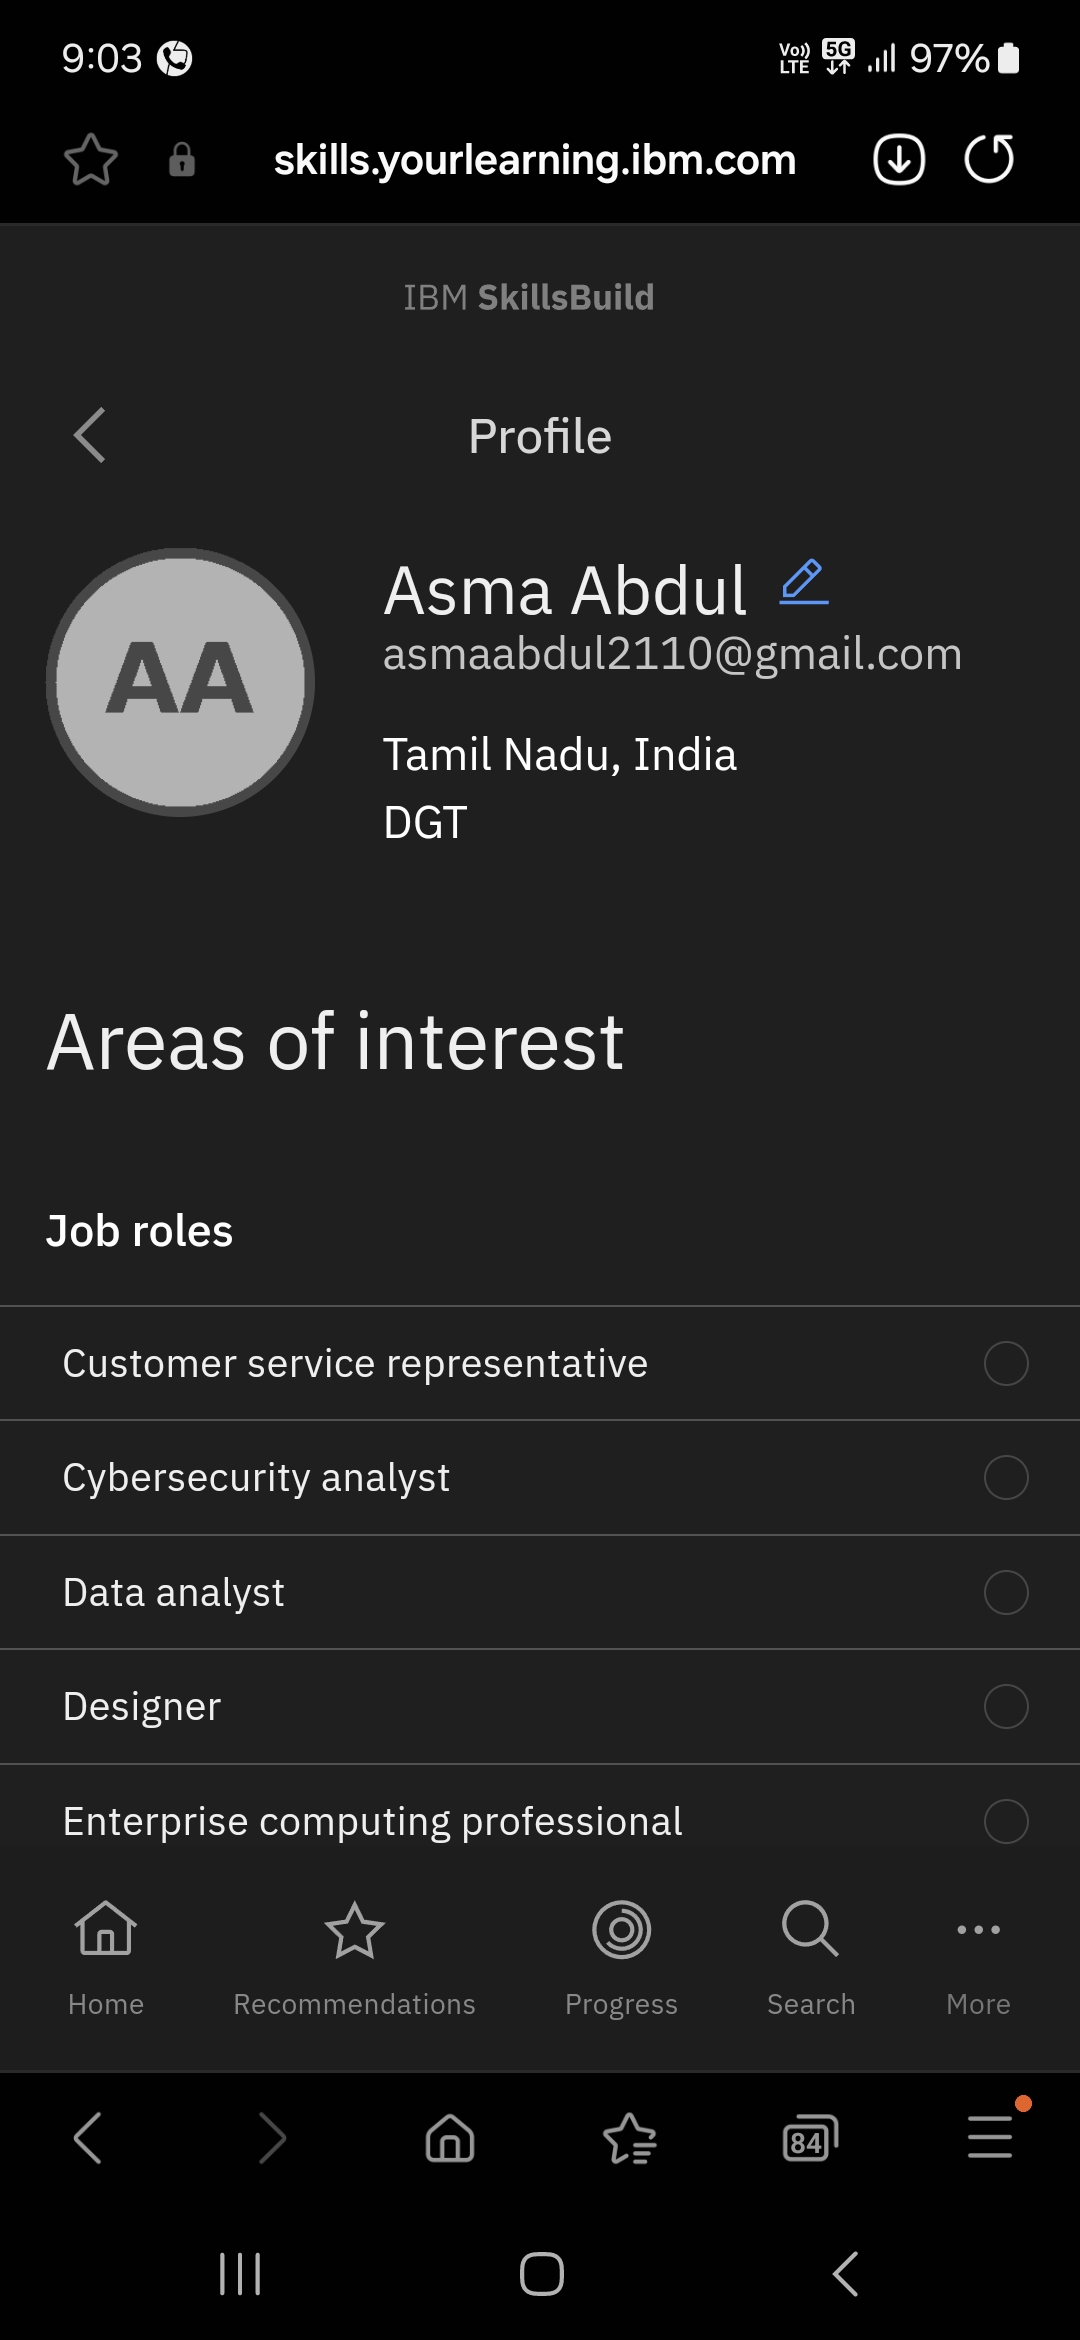 9:03 Vo)) LTE 5G 97%
skills.yourlearning.ibm.com
IBM SkillsBuild
Profile
AA
Asma Abdul
asmaabdul2110@gmail.com
Tamil Nadu, India
DGT
Areas of interest
Job roles
Customer service representative
Cybersecurity analyst
Data analyst
Designer
Enterprise computing professional
Home Recommendations Progress Search More
84